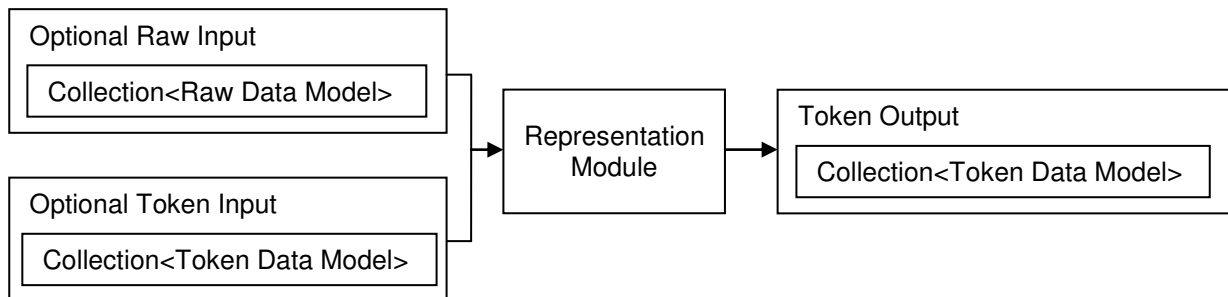 Optional Raw Input
Collection<Raw Data Model>
Optional Token Input
Collection<Token Data Model>
Representation
Module
Token Output
Collection<Token Data Model>